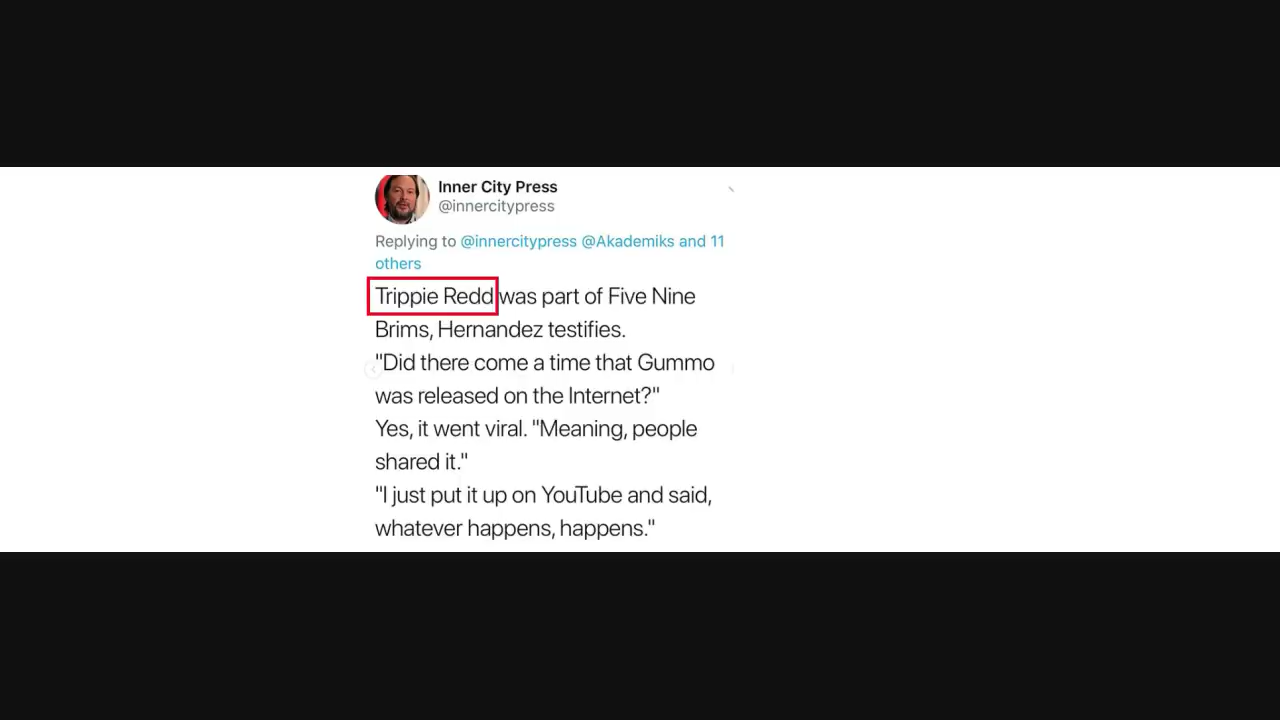 Inner City Press
@innercitypress
Replying to @innercitypress @Akademiks and 11
others
Trippie Redd was part of Five Nine
Brims, Hernandez testifies.
"Did there come a time that Gummo
was released on the Internet?"
Yes, it went viral. "Meaning, people
shared it."
"I just put it up on YouTube and said,
whatever happens, happens."